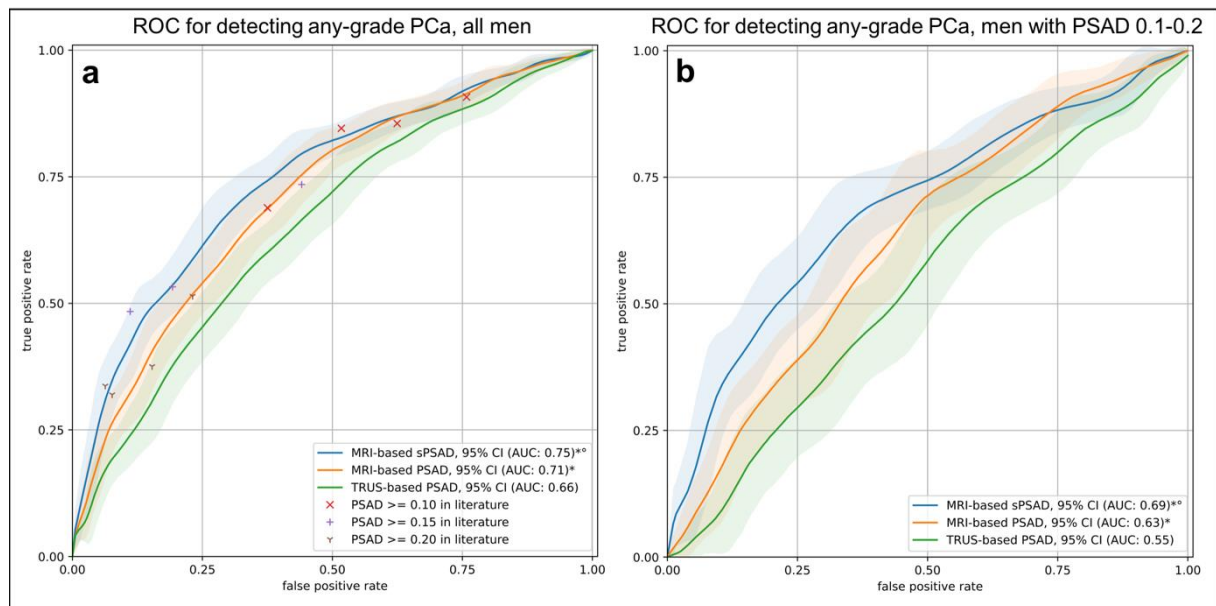 ROC for detecting any-grade PCa, all men
a
1.00
0.75
0.50
0.25
0.00
true positive rate
0.00 0.25 0.50 0.75 1.00
false positive rate
MRI-based sPSAD, 95% CI (AUC: 0.75)*°
MRI-based PSAD, 95% CI (AUC: 0.71)*
TRUS-based PSAD, 95% CI (AUC: 0.66)
PSAD >= 0.10 in literature
PSAD >= 0.15 in literature
PSAD >= 0.20 in literature
ROC for detecting any-grade PCa, men with PSAD 0.1-0.2
b
1.00
0.75
0.50
0.25
0.00
true positive rate
0.00 0.25 0.50 0.75 1.00
false positive rate
MRI-based sPSAD, 95% CI (AUC: 0.69)*°
MRI-based PSAD, 95% CI (AUC: 0.63)*
TRUS-based PSAD, 95% CI (AUC: 0.55)